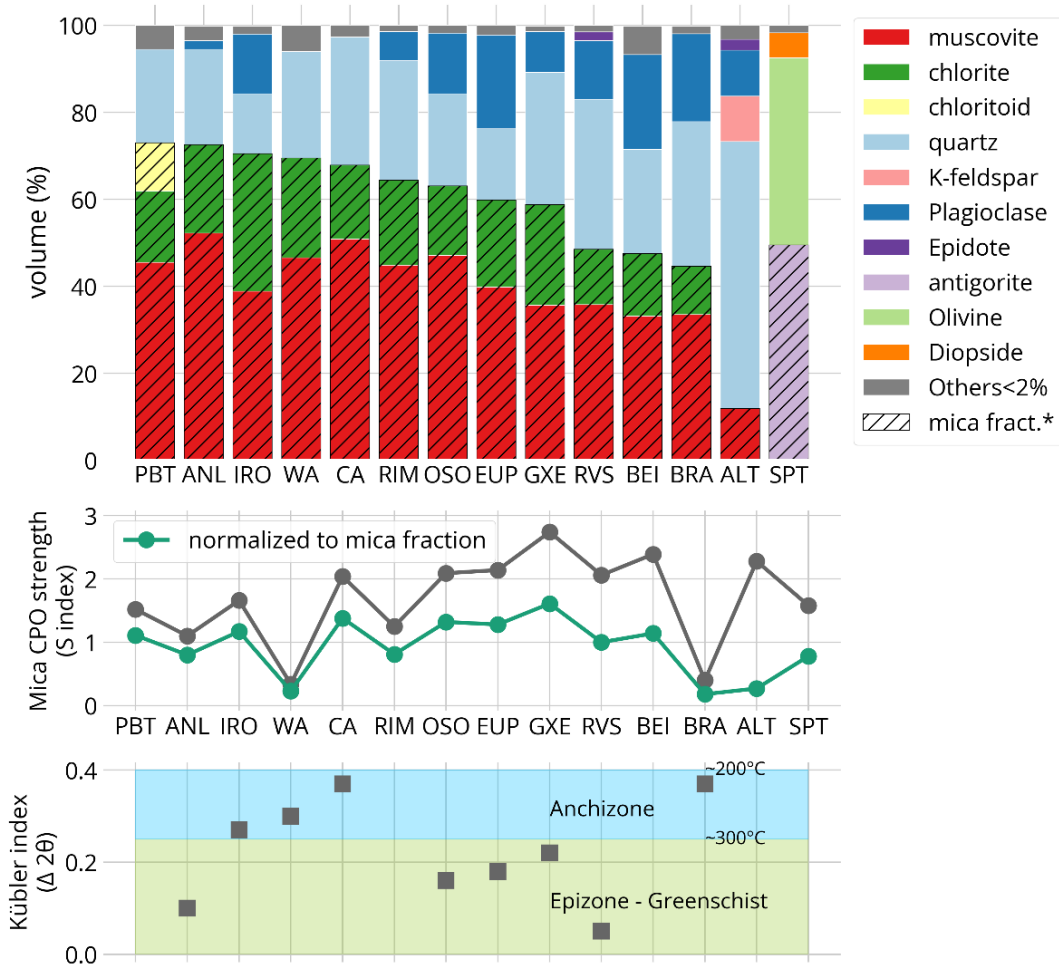 100
80
60
40
20
0
volume (%)
PBT ANL IRO WA CA RIM OSO EUP GXE RVS BEI BRA ALT SPT
muscovite
chlorite
chloritoid
quartz
K-feldspar
Plagioclase
Epidote
antigorite
Olivine
Diopside
Others<2%
mica fract.*
3
2
1
0
Mica CPO strength
(S index)
normalized to mica fraction
PBT ANL IRO WA CA RIM OSO EUP GXE RVS BEI BRA ALT SPT
0.4
0.2
0.0
Kübler index
(Δ 2θ)
~200°C
Anchizone
~300°C
Epizone - Greenschist